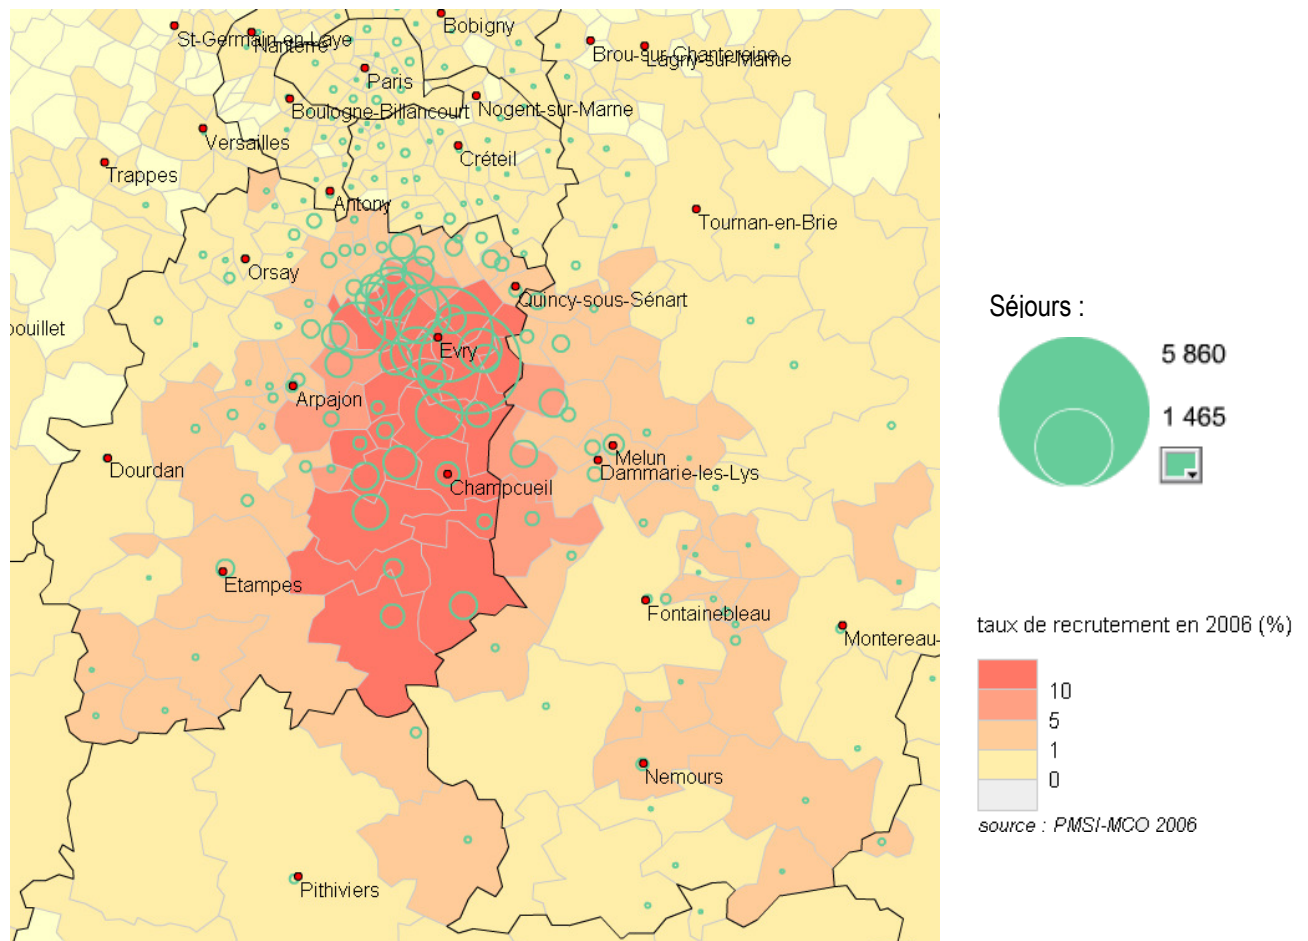 Bobigny
St-Germain-en-Laye
Nanterre
Brou-sur-Chantereine
Lagny-sur-Marne
Paris
Boulogne-Billancourt
Nogent-sur-Marne
Versailles
Créteil
Trappes
Antony
Tournan-en-Brie
Orsay
Quincy-sous-Sénart
bouillet
Evry
Arpajon
Melun
Dourdan
Dammarie-les-Lys
Champcueil
Etampes
Fontainebleau
Montereau-
Nemours
Pithiviers
Séjours :
5 860
1 465
taux de recrutement en 2006 (%)
10
5
1
0
source : PMSI-MCO 2006